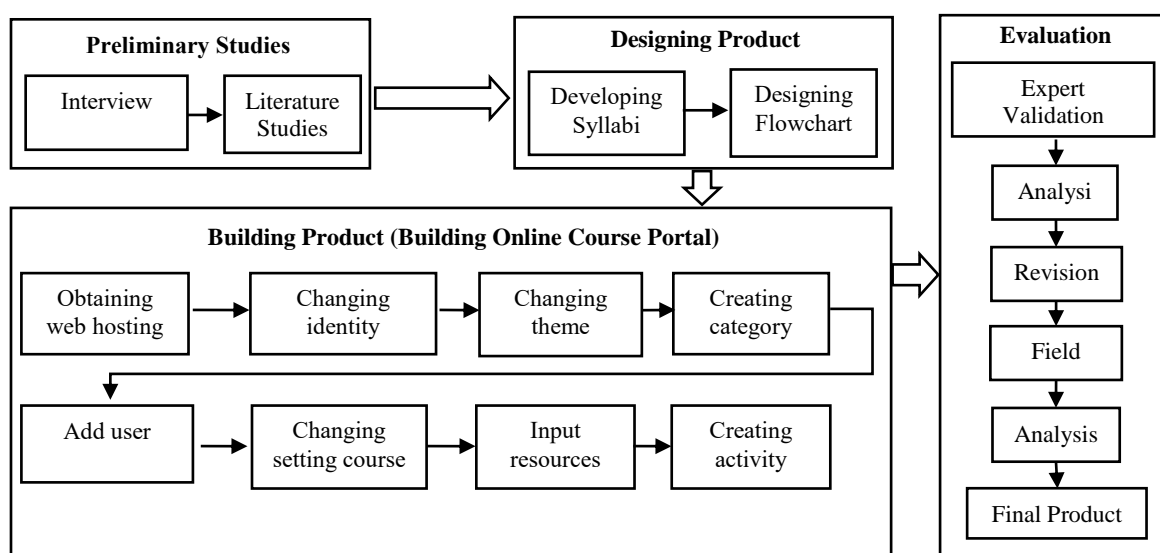 Preliminary Studies
Interview
Literature
Studies
Designing Product
Developing
Syllabi
Designing
Flowchart
Building Product (Building Online Course Portal)
Obtaining
web hosting
Changing
identity
Changing
theme
Creating
category
Add user
Changing
setting course
Input
resources
Creating
activity
Evaluation
Expert
Validation
Analysi
Revision
Field
Analysis
Final Product